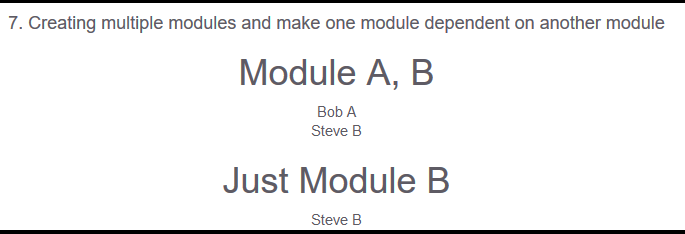 7. Creating multiple modules and make one module dependent on another module
Module A, B
Bob A
Steve B
Just Module B
Steve B